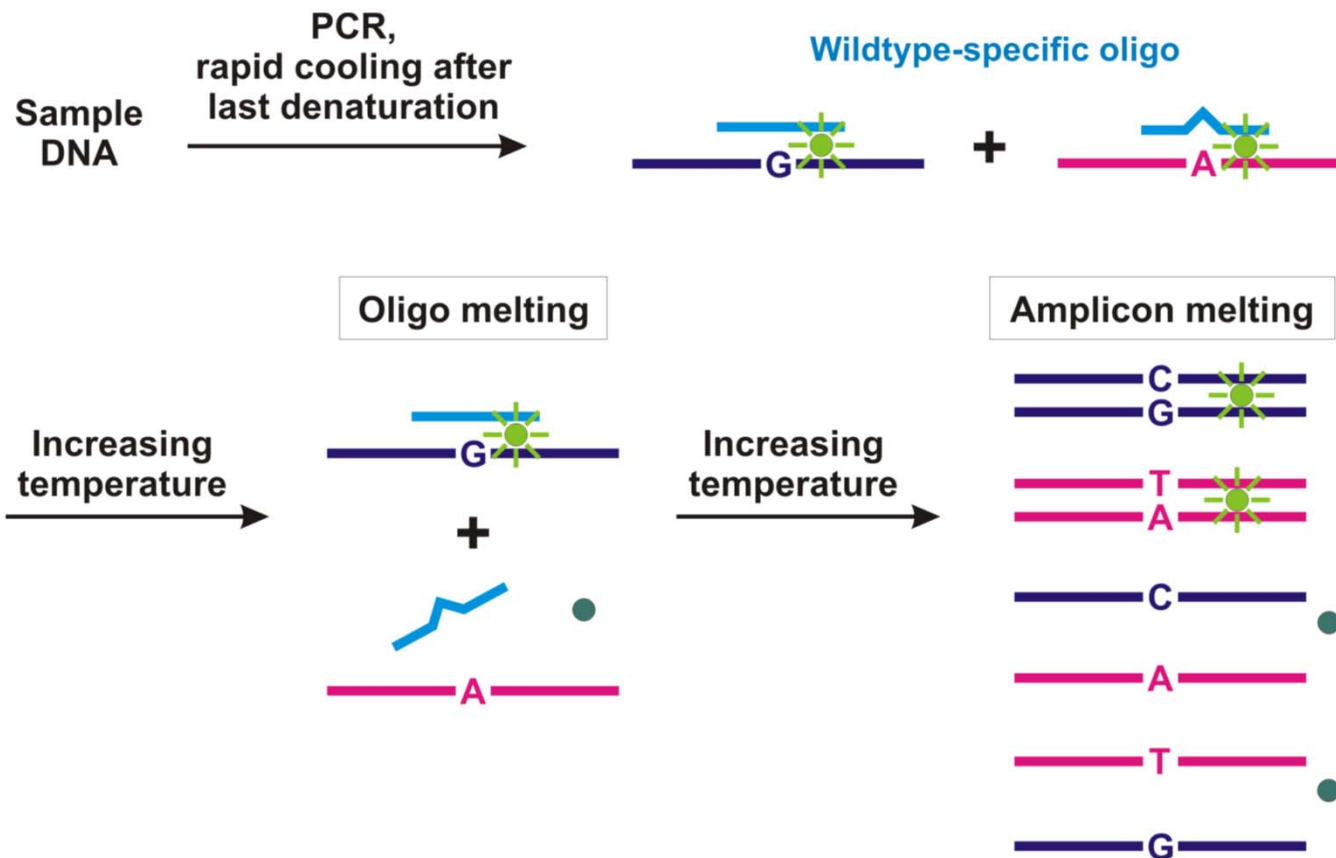 PCR,
rapid cooling after
last denaturation
Sample
DNA
Wildtype-specific oligo
G
+
A
Oligo melting
Amplicon melting
Increasing
temperature
G
+
A
Increasing
temperature
C
G
T
A
C
A
T
G